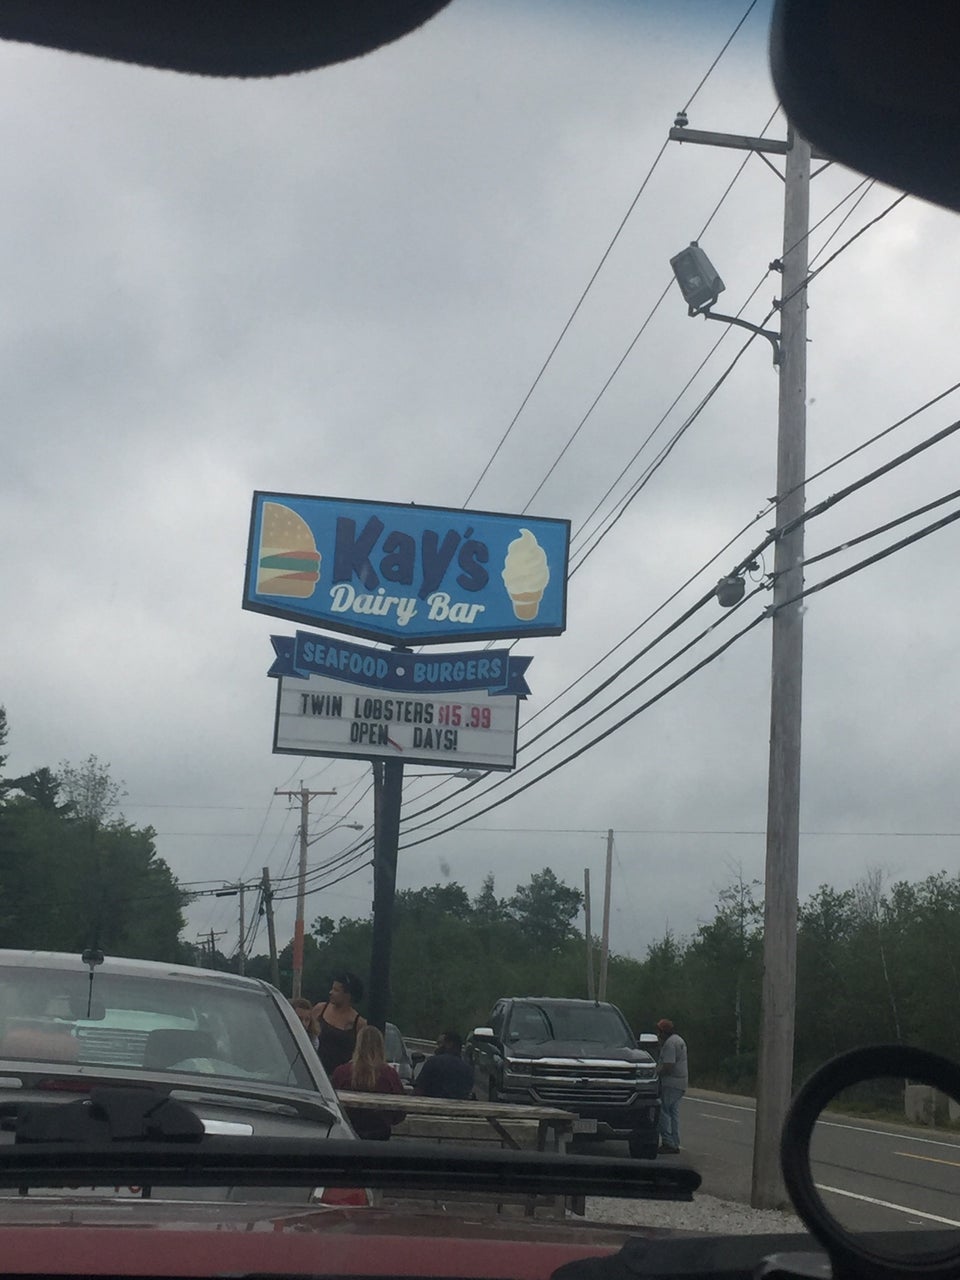 Kay's
Dairy Bar
SEAFOOD • BURGERS
TWIN LOBSTERS $15.99
OPEN DAYS!